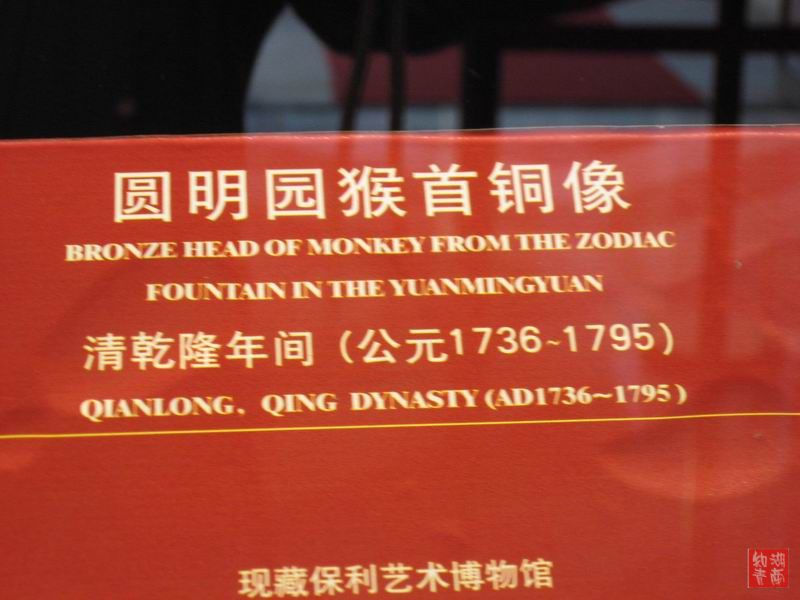 圆明园猴首铜像
BRONZE HEAD OF MONKEY FROM THE ZODIAC
FOUNTAIN IN THE YUANMINGYUAN
清乾隆年间（公元1736~1795）
QIANLONG, QING DYNASTY (AD1736~1795)
现藏保利艺术博物馆